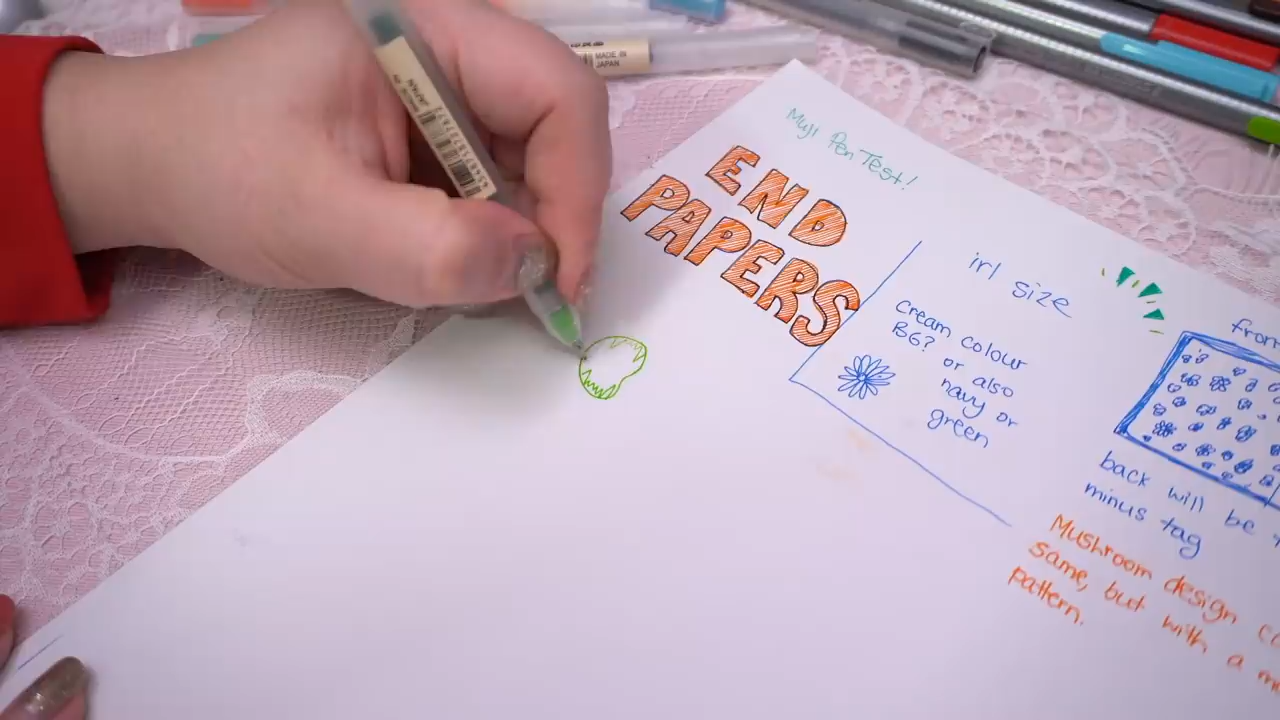 MADE IN
JAPAN
Muji Pen Test!
END
PAPERS
irl size
Cream colour
B6? or also
navy or
green
back will be
minus tag
Mushroom design
same, but with a
pattern.